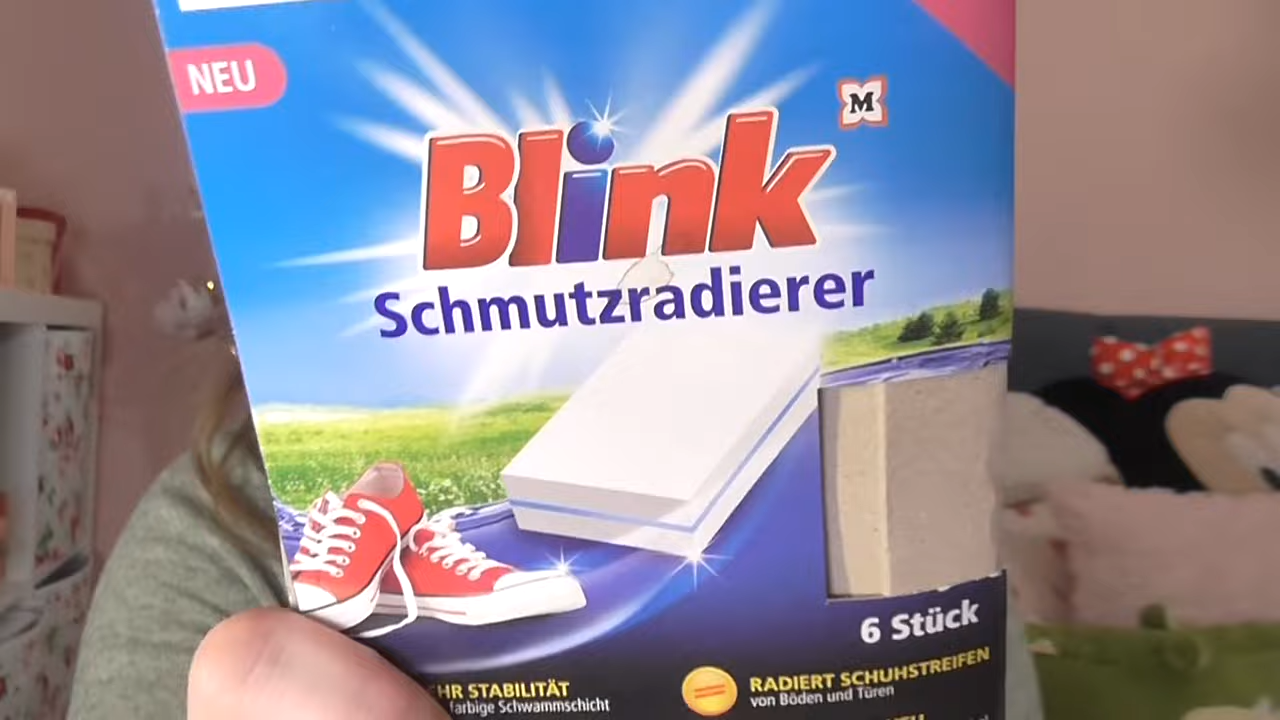 NEU
M
Blink
Schmutzradierer
6 Stück
STABILITÄT
farbige Schwammschicht
RADIERT SCHUHSTREIFEN
von Böden und Türen